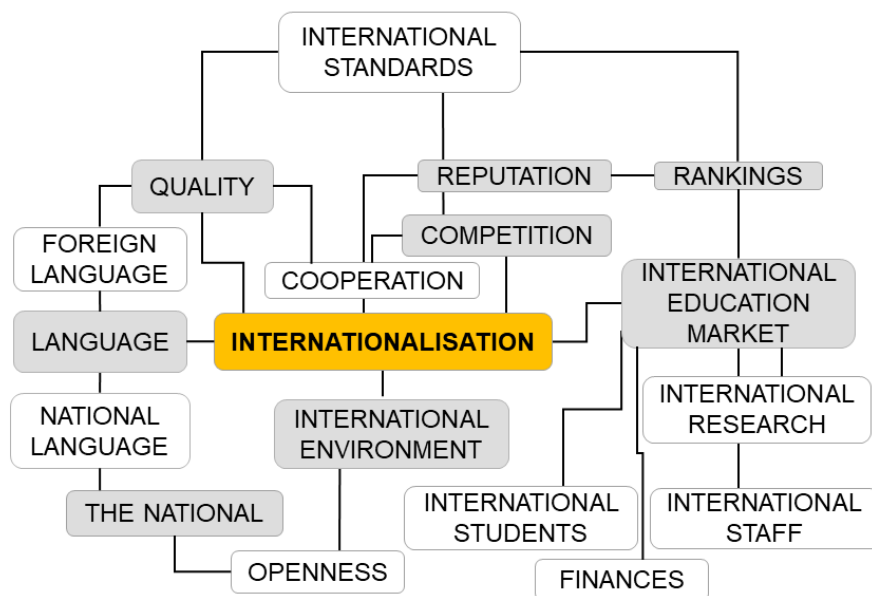 INTERNATIONAL
STANDARDS
QUALITY
REPUTATION
RANKINGS
FOREIGN
LANGUAGE
COMPETITION
COOPERATION
INTERNATIONAL
EDUCATION
MARKET
LANGUAGE
INTERNATIONALISATION
NATIONAL
LANGUAGE
INTERNATIONAL
ENVIRONMENT
INTERNATIONAL
RESEARCH
THE NATIONAL
INTERNATIONAL
STUDENTS
INTERNATIONAL
STAFF
OPENNESS
FINANCES